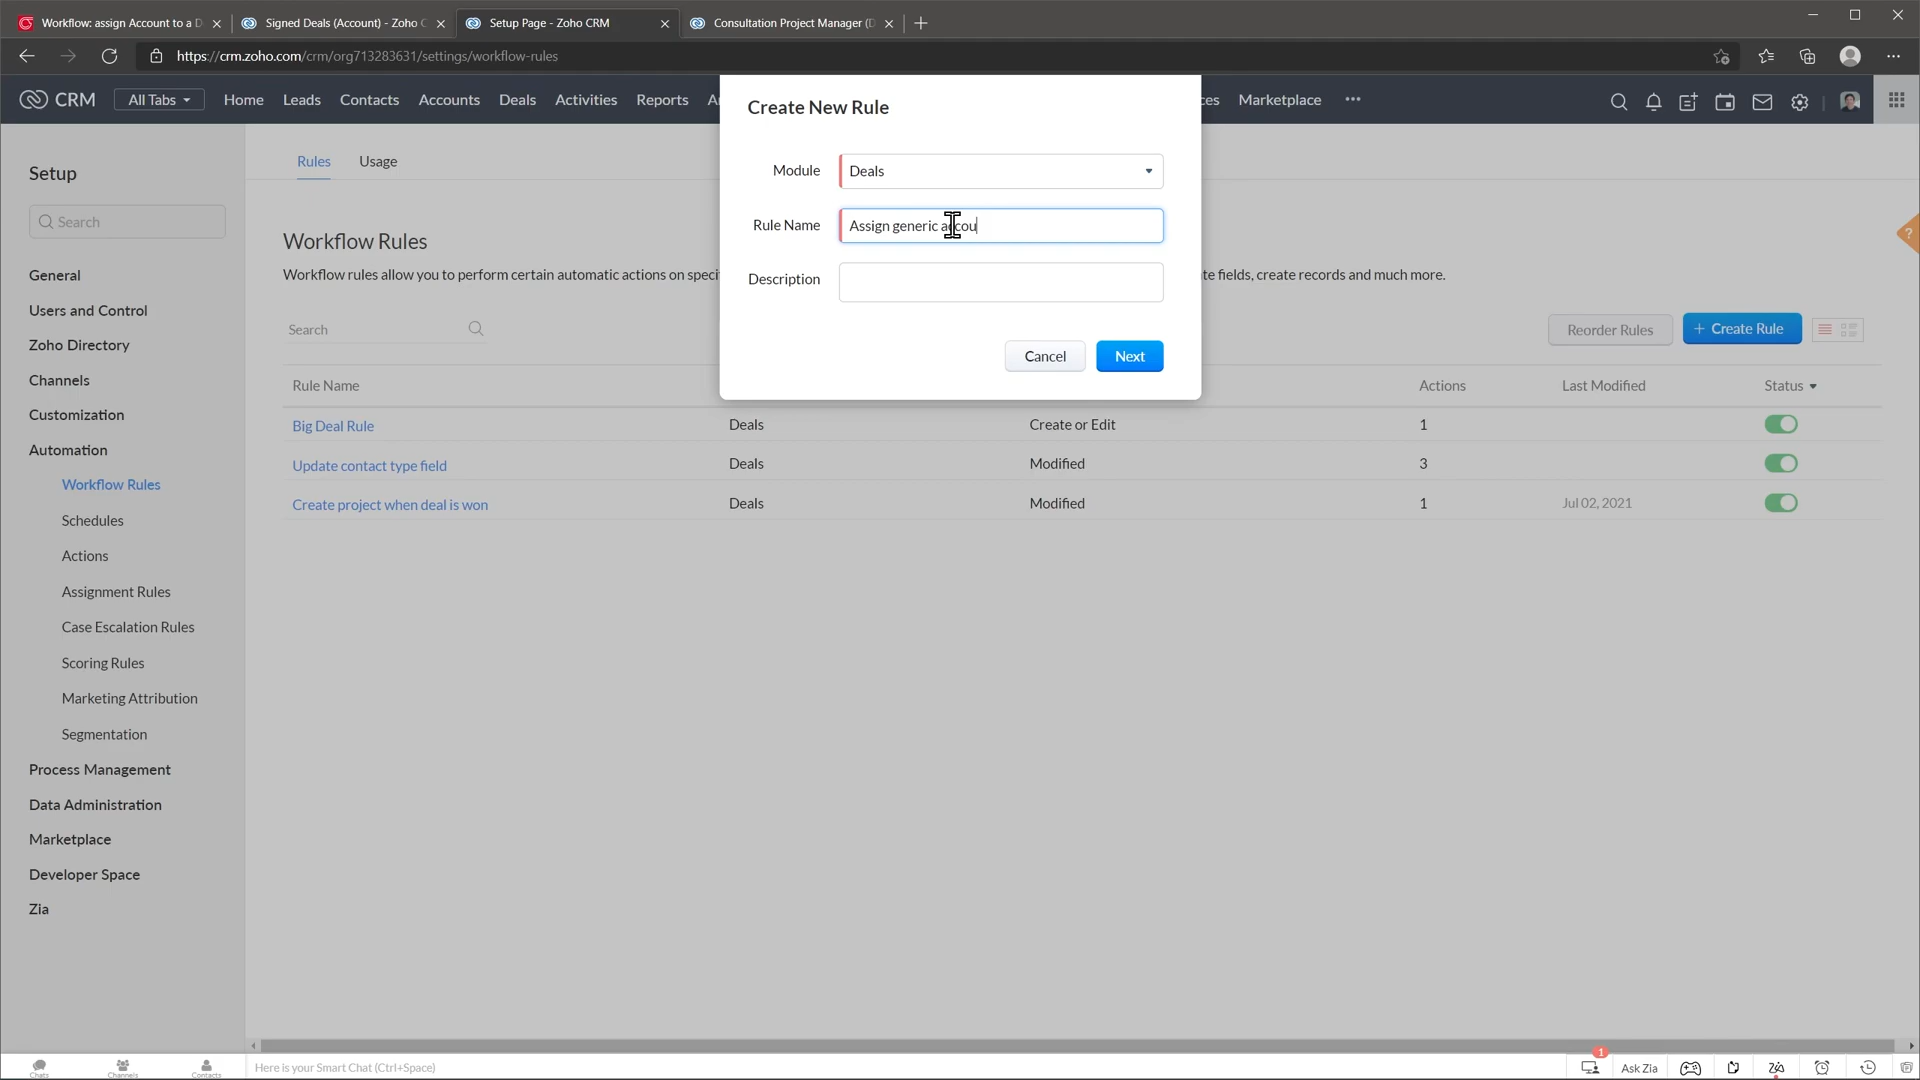 Workflow: assign Account to a D
Signed Deals (Account) - Zoho C
Setup Page - Zoho CRM
Consultation Project Manager (D
https://crm.zoho.com/crm/org713283631/settings/workflow-rules
CRM
All Tabs
Home
Leads
Contacts
Accounts
Deals
Activities
Reports
A
ces
Marketplace
Create New Rule
Module
Deals
Rule Name
Assign generic accou
Description
Cancel
Next
Setup
Search
General
Users and Control
Zoho Directory
Channels
Customization
Automation
Workflow Rules
Schedules
Actions
Assignment Rules
Case Escalation Rules
Scoring Rules
Marketing Attribution
Segmentation
Process Management
Data Administration
Marketplace
Developer Space
Zia
Rules
Usage
Workflow Rules
Workflow rules allow you to perform certain automatic actions on speci
te fields, create records and much more.
Search
Reorder Rules
+ Create Rule
?
Rule Name
Actions
Last Modified
Status
Big Deal Rule
Deals
Create or Edit
1
Update contact type field
Deals
Modified
3
Create project when deal is won
Deals
Modified
1
Jul 02, 2021
Chats
Channels
Contacts
Here is your Smart Chat (Ctrl+Space)
1
Ask Zia